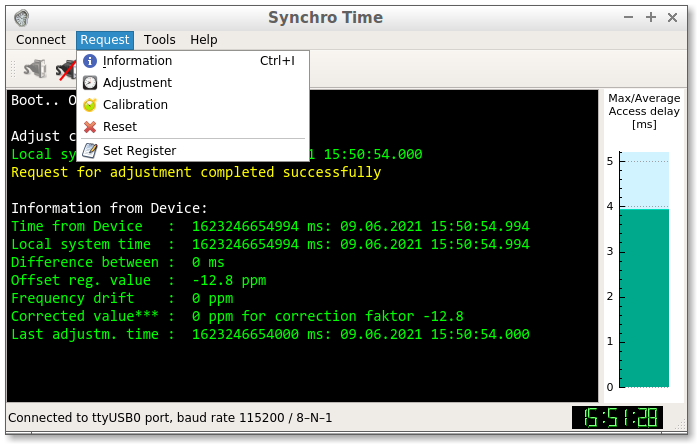 Synchro Time
Connect Request Tools Help
Information Ctrl+I
Adjustment
Calibration
Reset
Set Register
Boot.. O
Adjust c
Local sy 1 15:50:54.000
Request for adjustment completed successfully
Information from Device:
Time from Device : 1623246654994 ms: 09.06.2021 15:50:54.994
Local system time : 1623246654994 ms: 09.06.2021 15:50:54.994
Difference between : 0 ms
Offset reg. value : -12.8 ppm
Frequency drift : 0 ppm
Corrected value*** : 0 ppm for correction faktor -12.8
Last adjustm. time : 1623246654000 ms: 09.06.2021 15:50:54.000
Max/Average
Access delay
[ms]
5
4
3
2
1
0
Connected to ttyUSB0 port, baud rate 115200 / 8–N–1
15:51:28